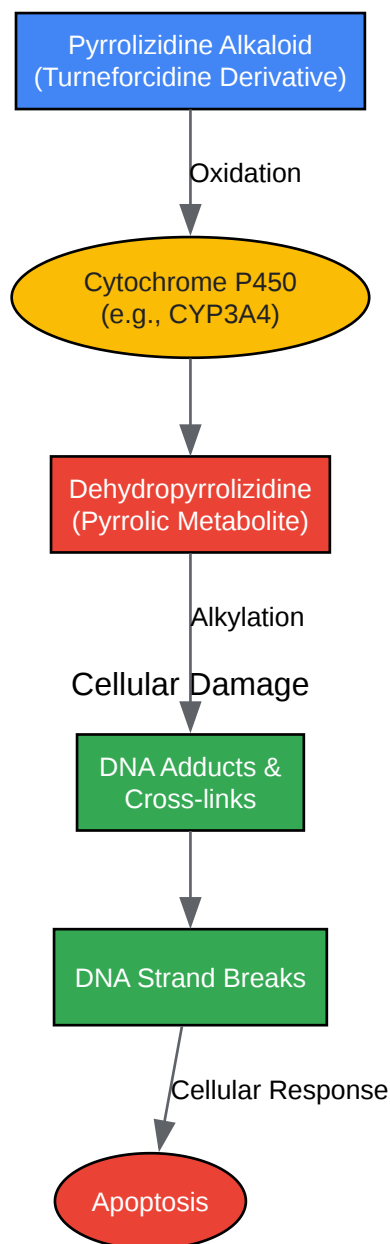 Pyrrolizidine Alkaloid
(Turneforcidine Derivative)
Oxidation
Cytochrome P450
(e.g., CYP3A4)
Dehydropyrrolizidine
(Pyrrolic Metabolite)
Alkylation
Cellular Damage
DNA Adducts &
Cross-links
DNA Strand Breaks
Cellular Response
Apoptosis